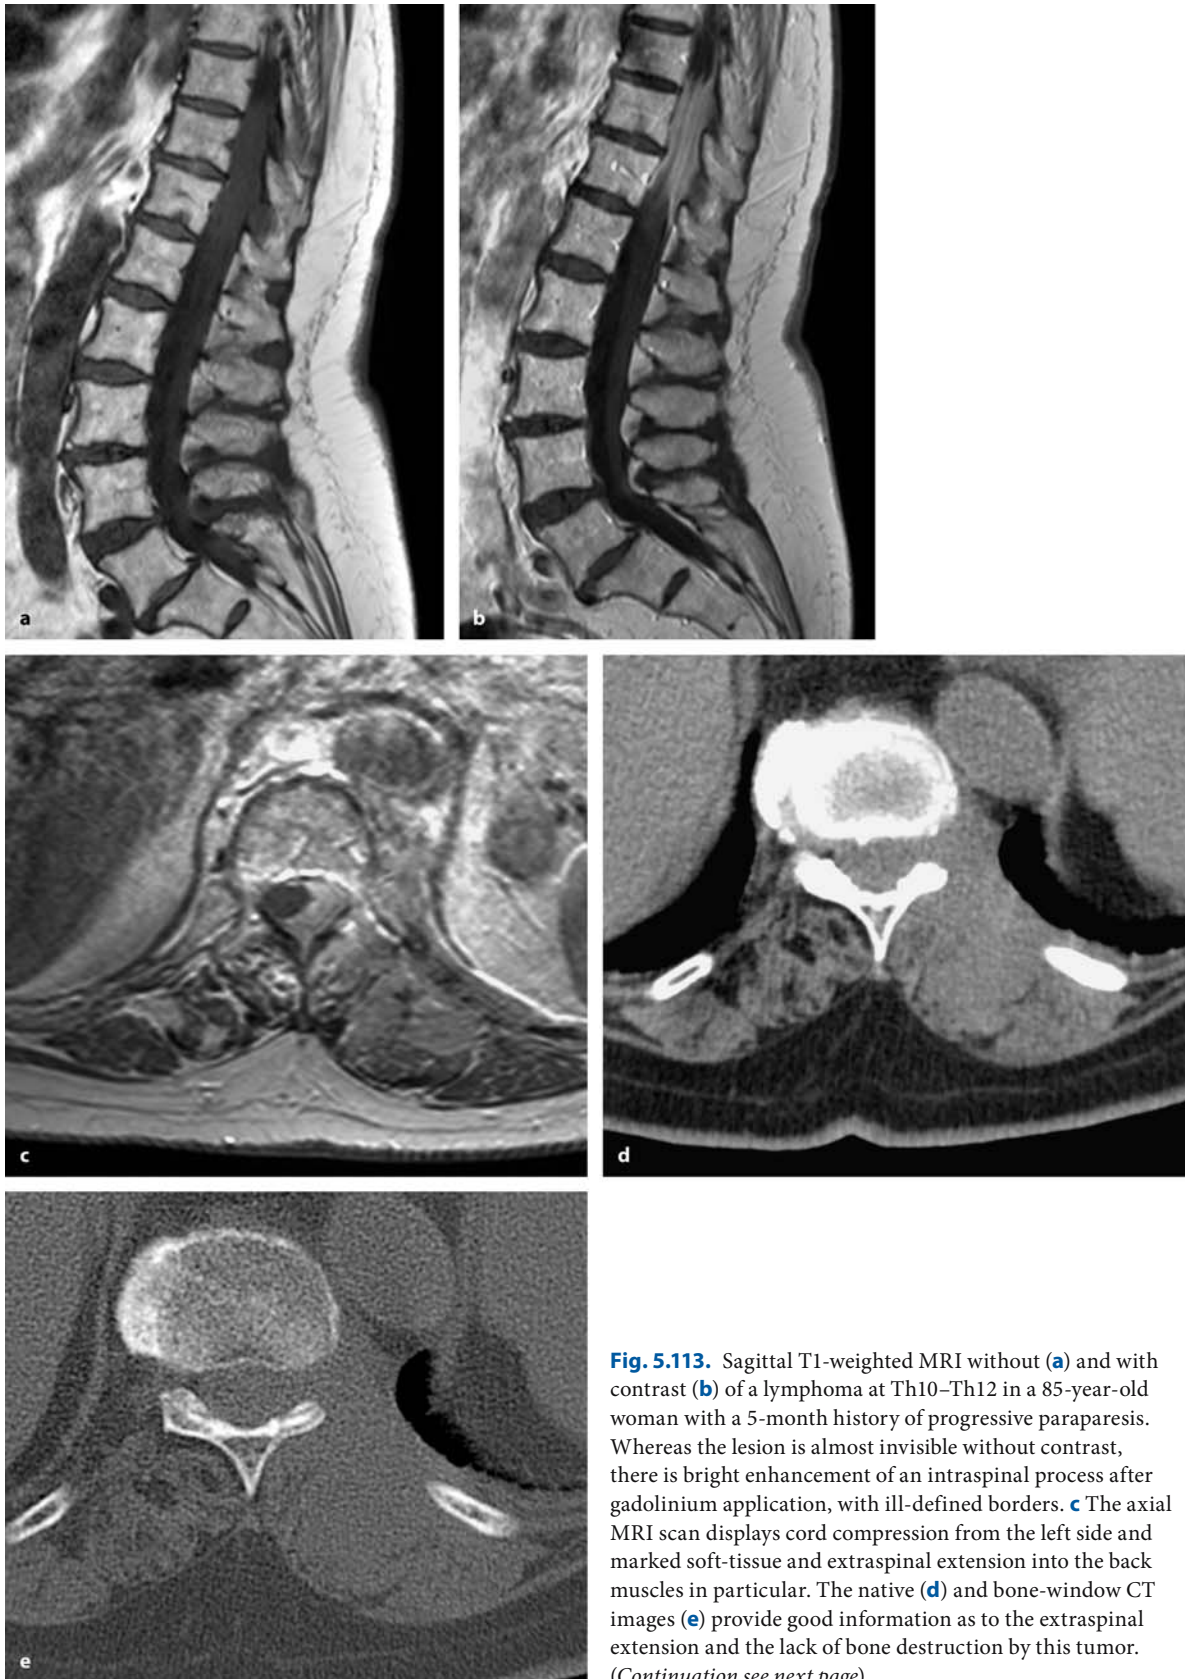 a
b
c
d
e
Fig. 5.113. Sagittal T1-weighted MRI without (a) and with
contrast (b) of a lymphoma at Th10–Th12 in a 85-year-old
woman with a 5-month history of progressive paraparesis.
Whereas the lesion is almost invisible without contrast,
there is bright enhancement of an intraspinal process after
gadolinium application, with ill-defined borders. c The axial
MRI scan displays cord compression from the left side and
marked soft-tissue and extraspinal extension into the back
muscles in particular. The native (d) and bone-window CT
images (e) provide good information as to the extraspinal
extension and the lack of bone destruction by this tumor.
(Continuation see next page)